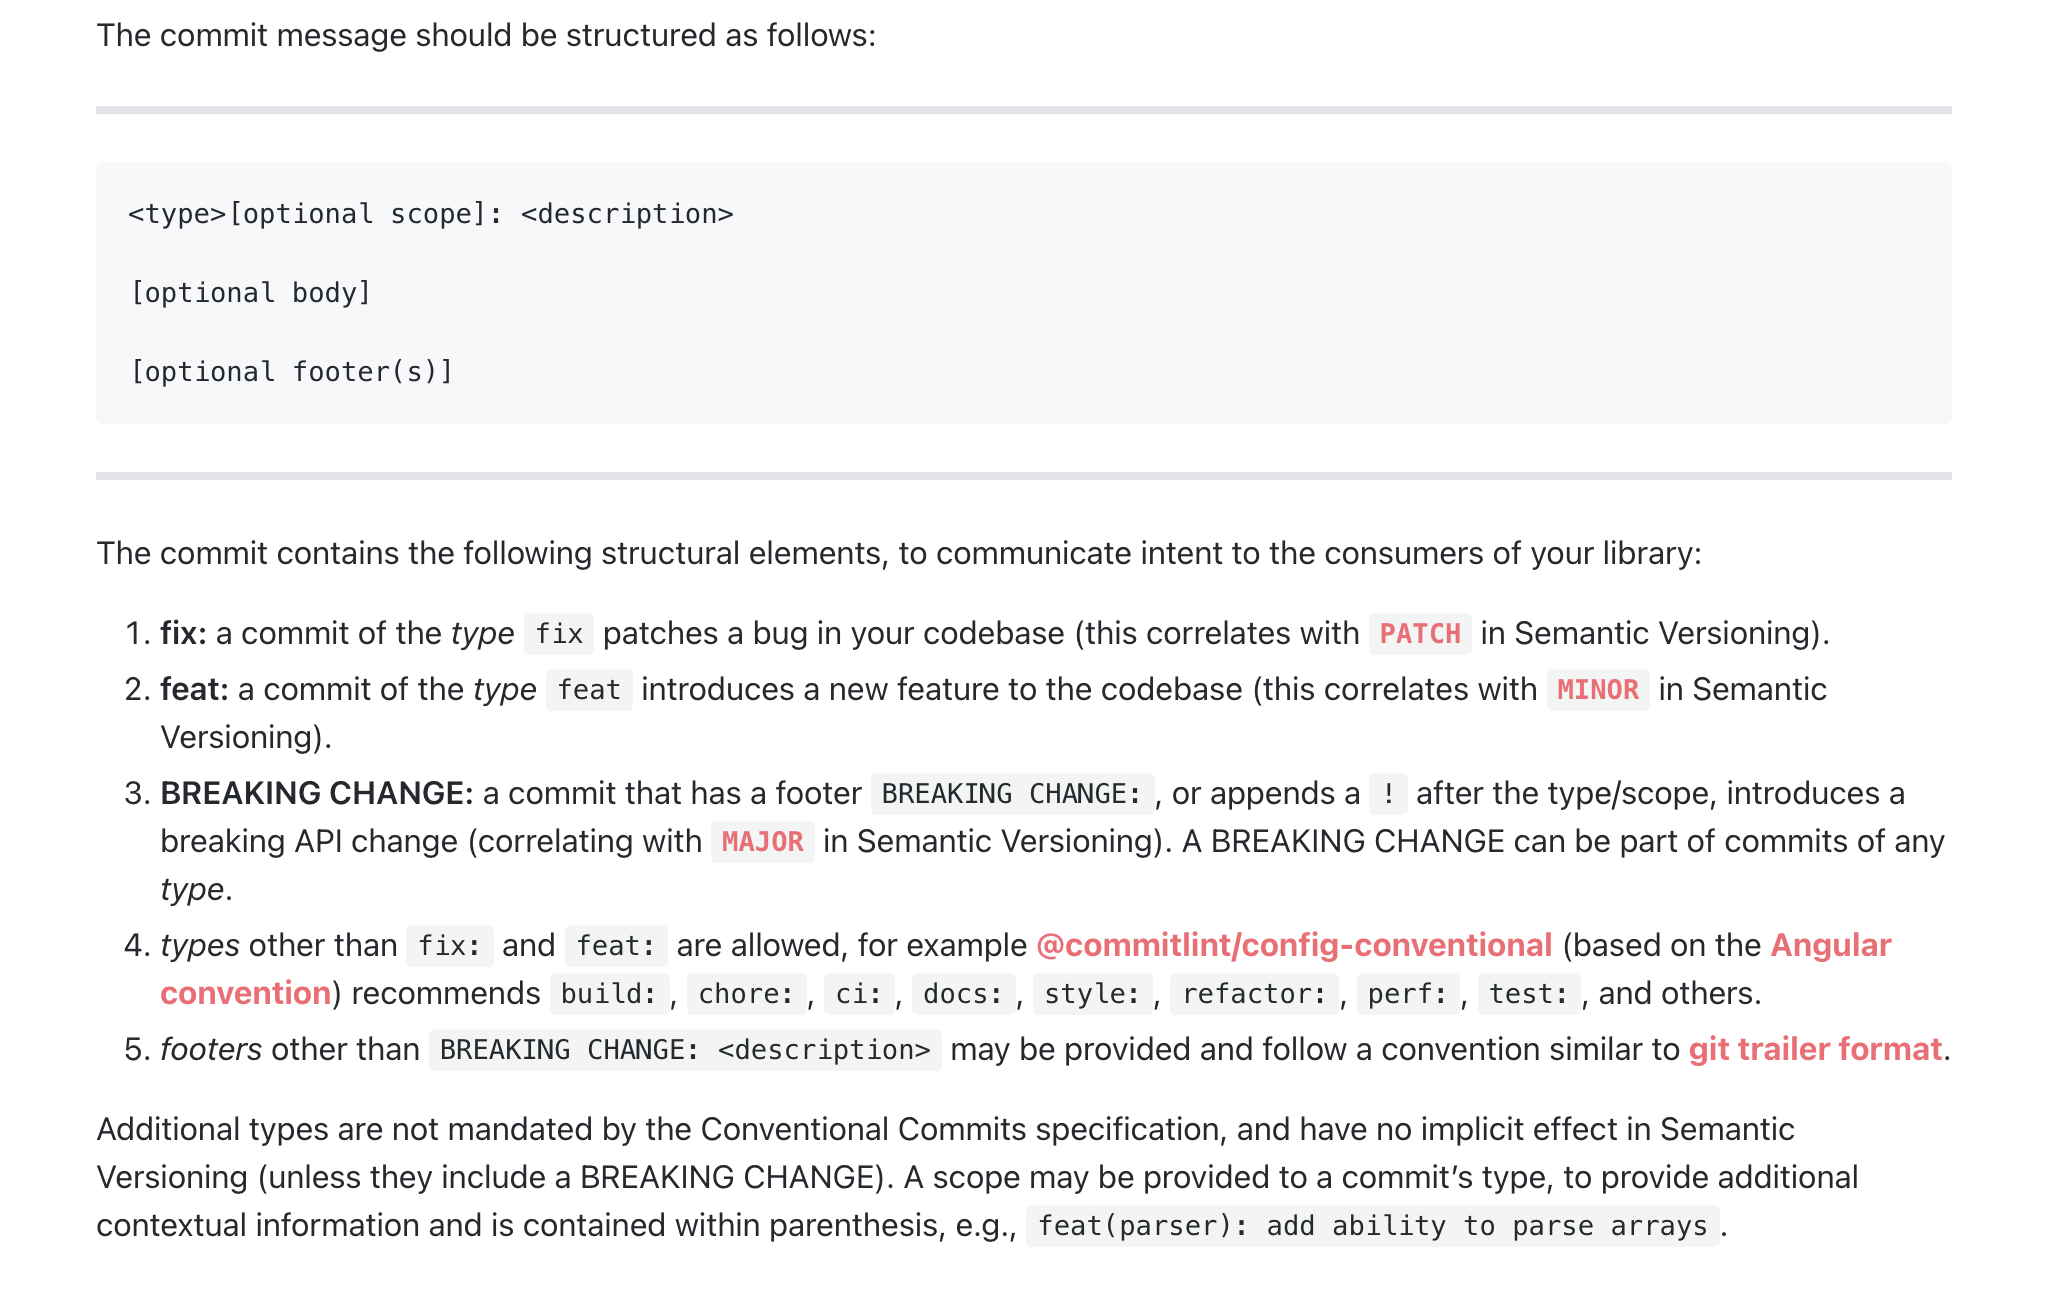 The commit message should be structured as follows:
<type>[optional scope]: <description>
[optional body]
[optional footer(s)]
The commit contains the following structural elements, to communicate intent to the consumers of your library:
1. fix: a commit of the type fix patches a bug in your codebase (this correlates with PATCH in Semantic Versioning).
2. feat: a commit of the type feat introduces a new feature to the codebase (this correlates with MINOR in Semantic
Versioning).
3. BREAKING CHANGE: a commit that has a footer BREAKING CHANGE: , or appends a ! after the type/scope, introduces a
breaking API change (correlating with MAJOR in Semantic Versioning). A BREAKING CHANGE can be part of commits of any
type.
4. types other than fix: and feat: are allowed, for example @commitlint/config-conventional (based on the Angular
convention) recommends build: , chore: , ci: , docs: , style: , refactor: , perf: , test: , and others.
5. footers other than BREAKING CHANGE: <description> may be provided and follow a convention similar to git trailer format.
Additional types are not mandated by the Conventional Commits specification, and have no implicit effect in Semantic
Versioning (unless they include a BREAKING CHANGE). A scope may be provided to a commit’s type, to provide additional
contextual information and is contained within parenthesis, e.g., feat(parser): add ability to parse arrays .